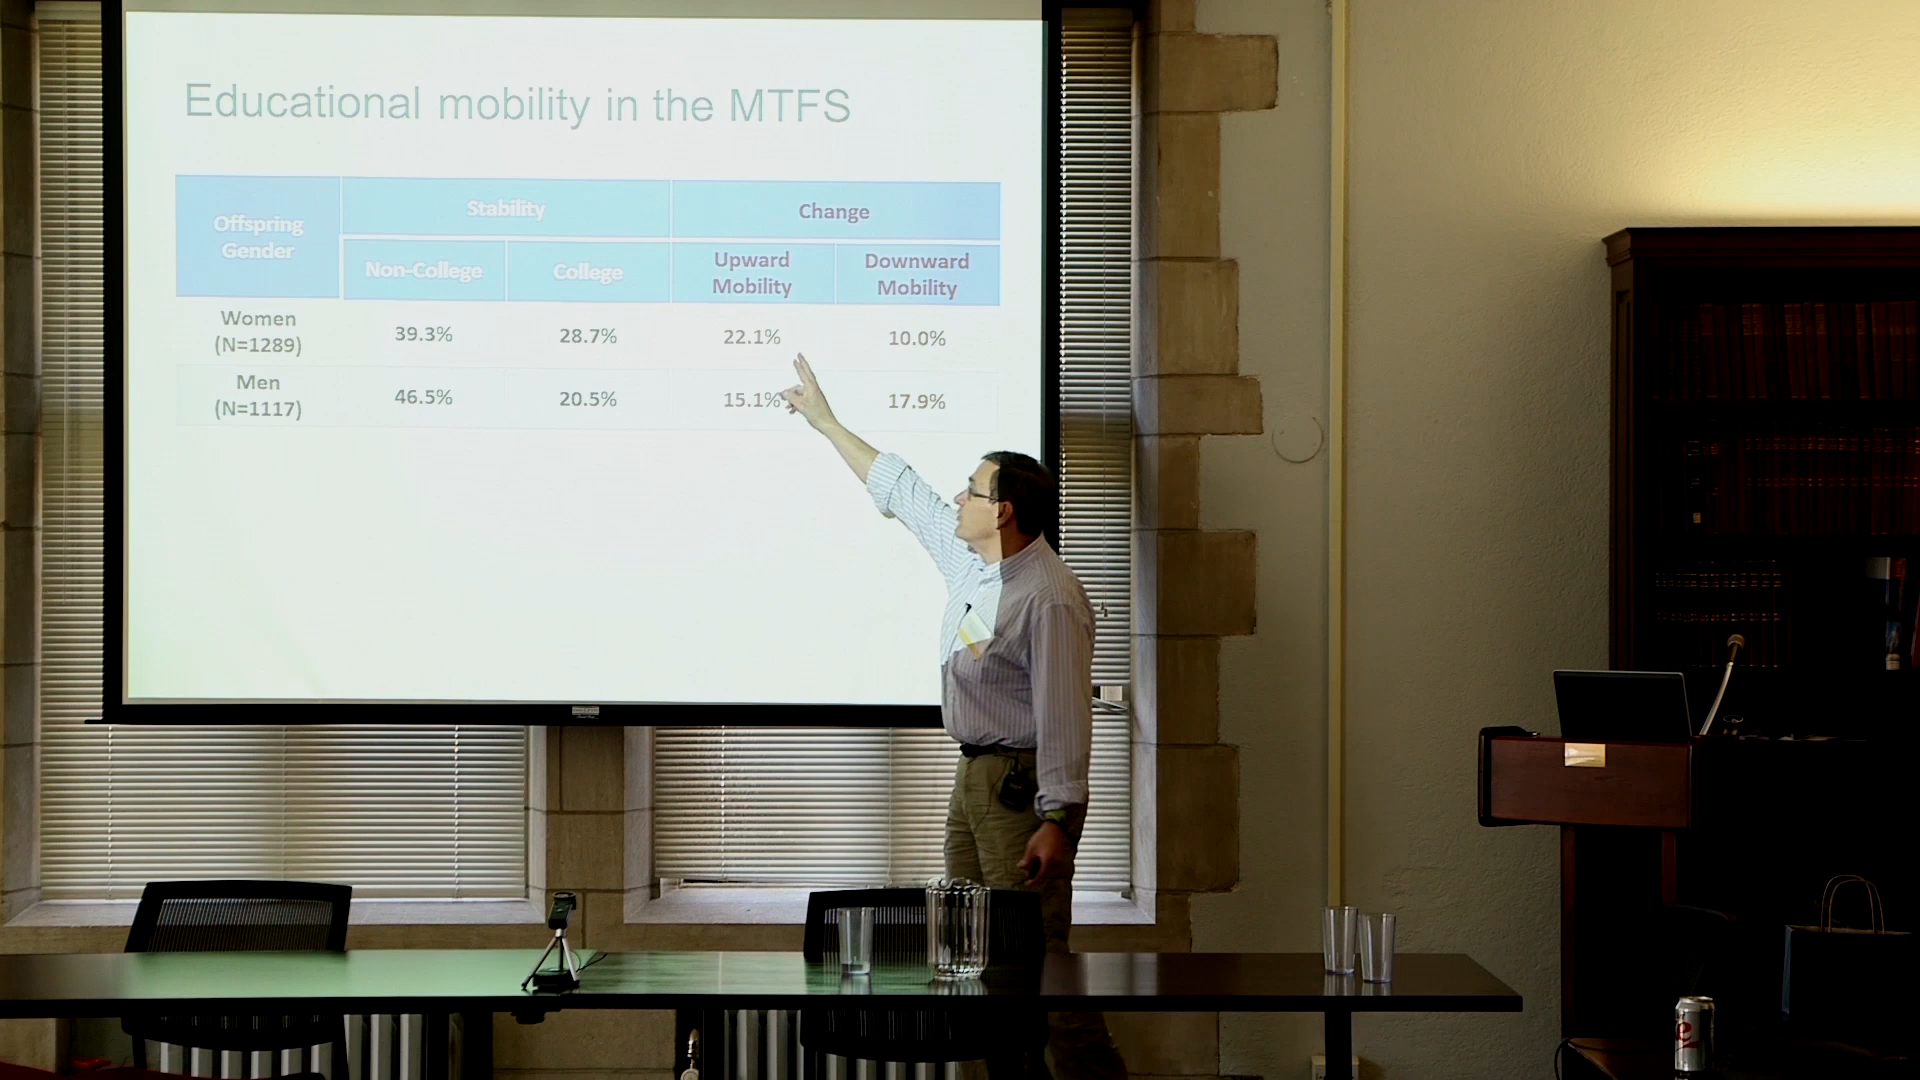 Educational mobility in the MTFS
Offspring
Gender
Stability
Change
Non-College
College
Upward
Mobility
Downward
Mobility
Women
(N=1289)
39.3%
28.7%
22.1%
10.0%
Men
(N=1117)
46.5%
20.5%
15.1%
17.9%